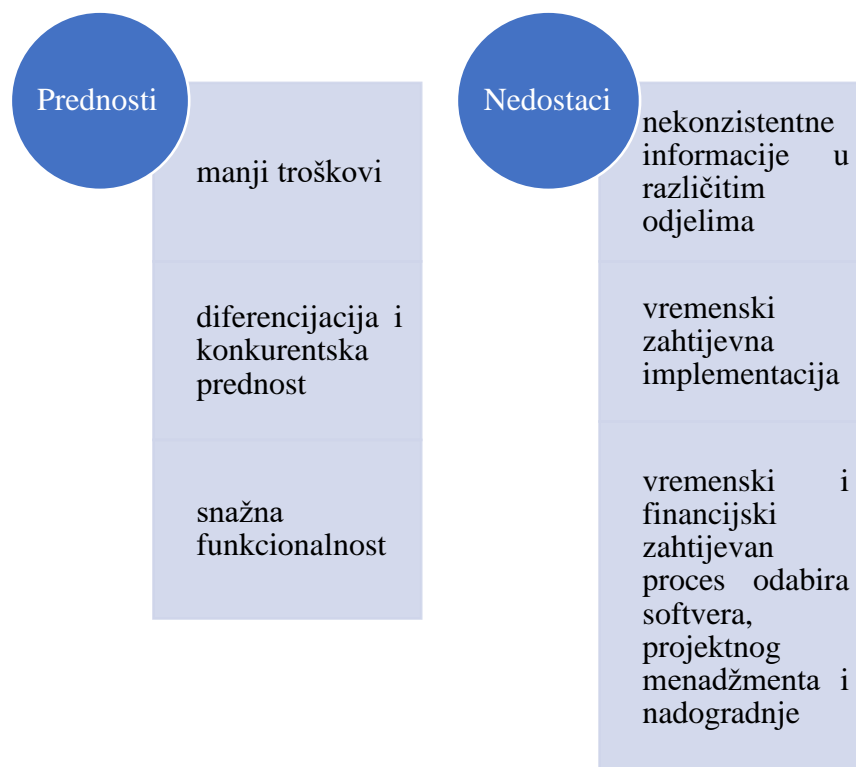 Prednosti
manji troškovi
diferencijacija i
konkurentska
prednost
snažna
funkcionalnost
Nedostaci
nekonzistentne
informacije u
različitim
odjelima
vremenski
zahtijevna
implementacija
vremenski i
financijski
zahtijevan
proces odabira
softvera,
projektnog
menadžmenta i
nadogradnje